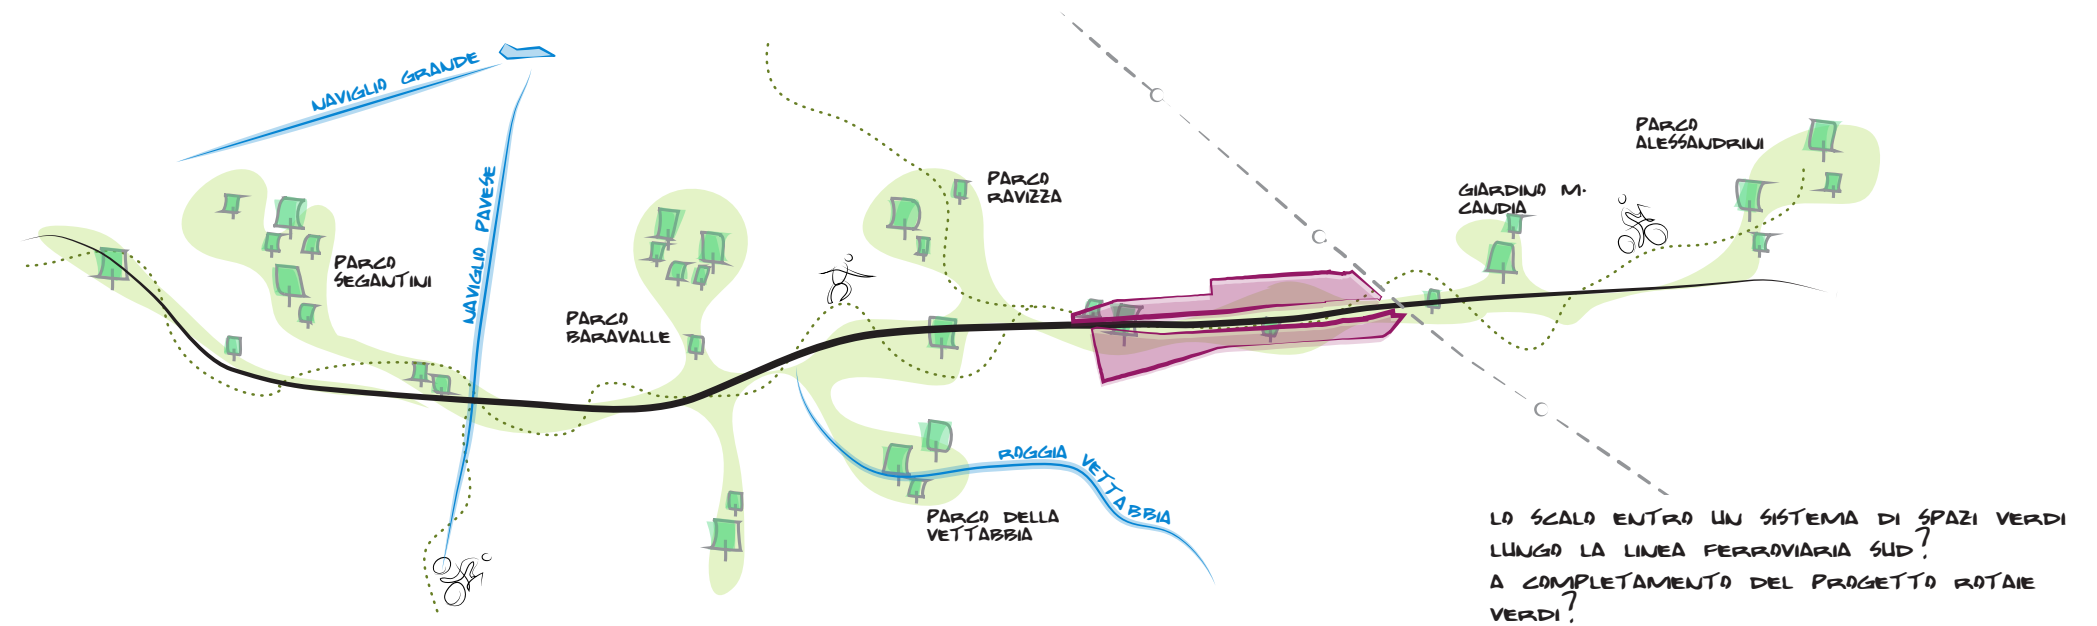 NAVIGLIO GRANDE
NAVIGLIO PAVESE
PARCO
SEGANTINI
PARCO
BARAVALLE
PARCO
RAVIZZA
PARCO DELLA
VETTABBIA
ROGGIA VETTABBIA
GIARDINO M.
CANDIA
PARCO
ALESSANDRINI
LO SCALO ENTRO UN SISTEMA DI SPAZI VERDI
LUNGO LA LINEA FERROVIARIA SUD?
A COMPLETAMENTO DEL PROGETTO ROTAIE
VERDI?